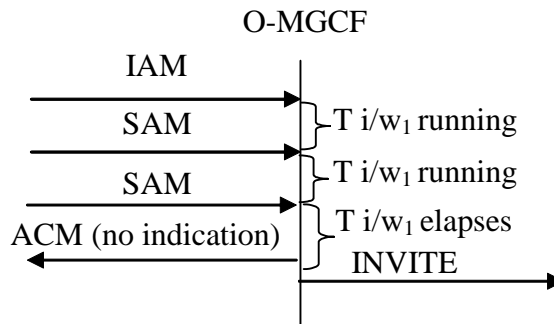 O-MGCF
IAM
T i/w₁ running
SAM
T i/w₁ running
SAM
T i/w₁ elapses
ACM (no indication)
INVITE